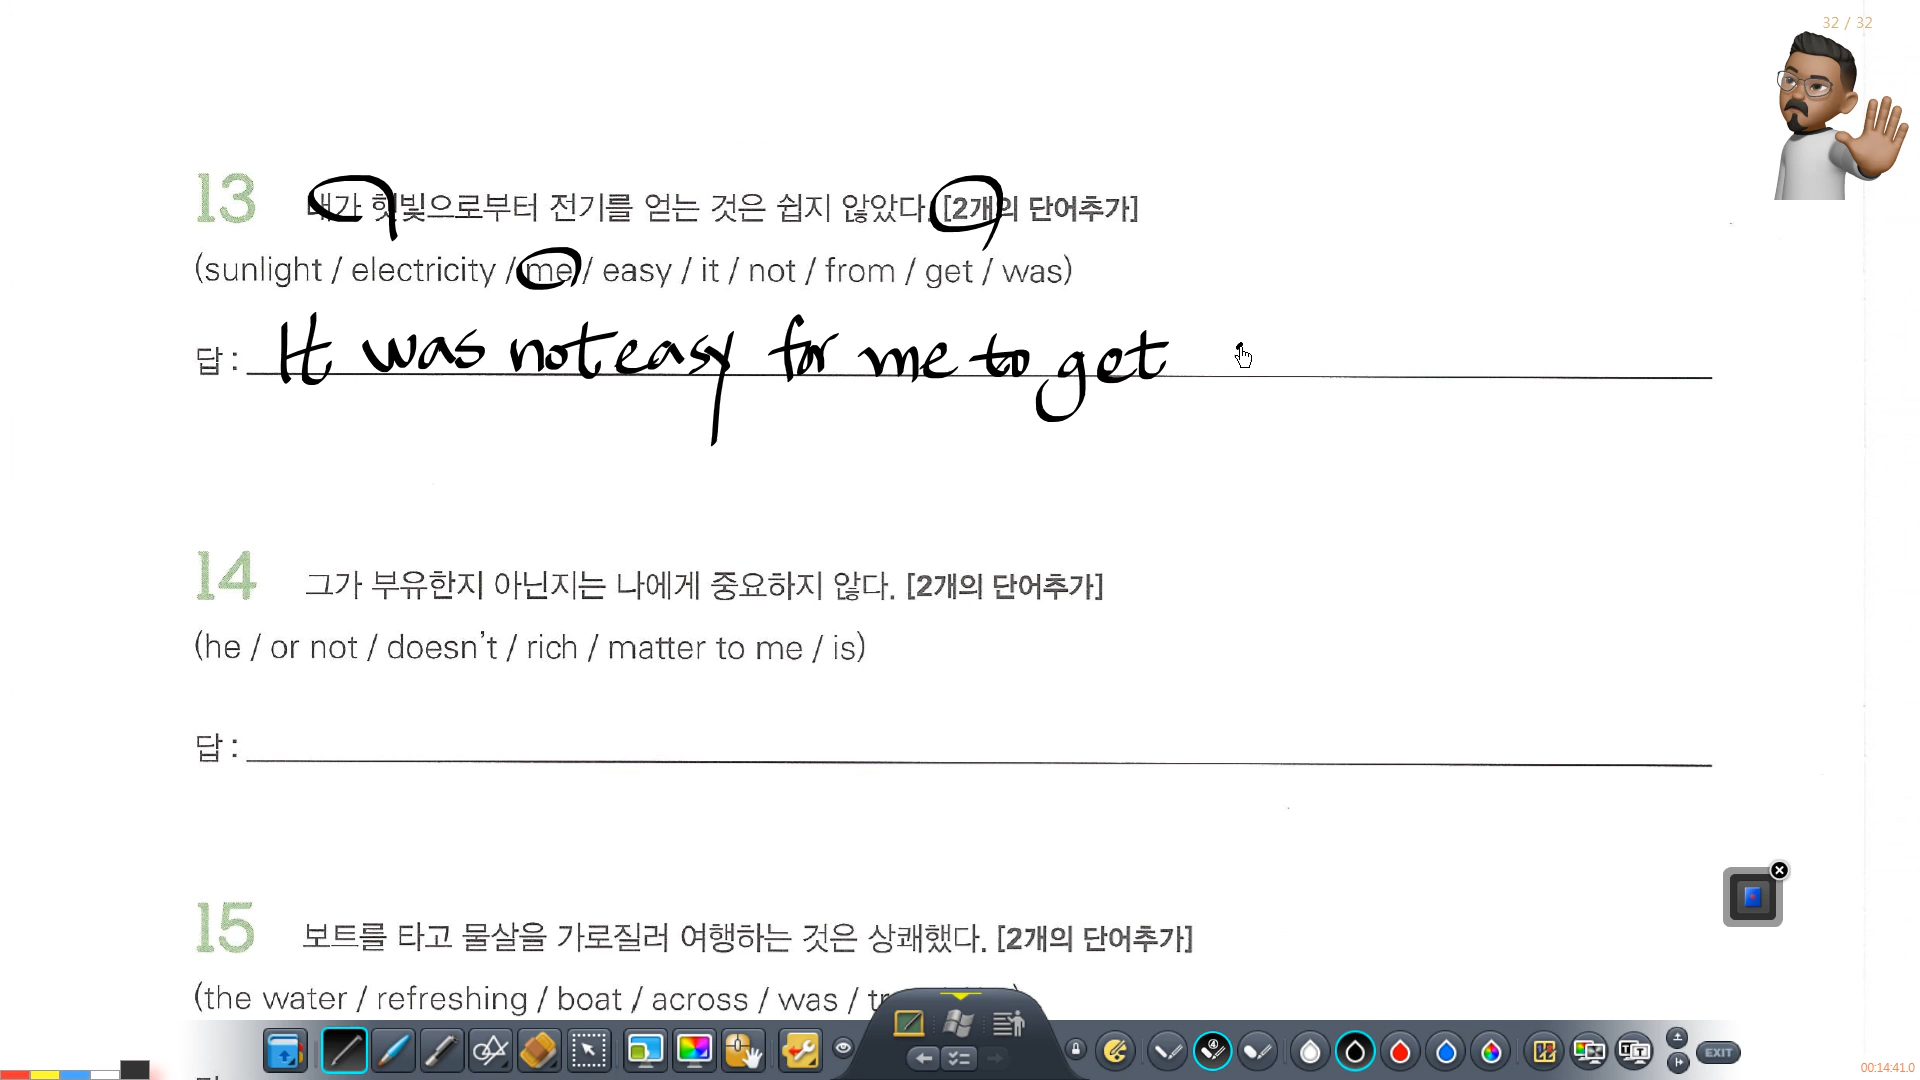 32 / 32
13 내가 햇빛으로부터 전기를 얻는 것은 쉽지 않았다. [2개의 단어추가]
(sunlight / electricity / me / easy / it / not / from / get / was)
답 : It was not easy for me to get
14 그가 부유한지 아닌지는 나에게 중요하지 않다. [2개의 단어추가]
(he / or not / doesn't / rich / matter to me / is)
답 :
15 보트를 타고 물살을 가로질러 여행하는 것은 상쾌했다. [2개의 단어추가]
(the water / refreshing / boat / across / was /
EXIT
00:14:41.0